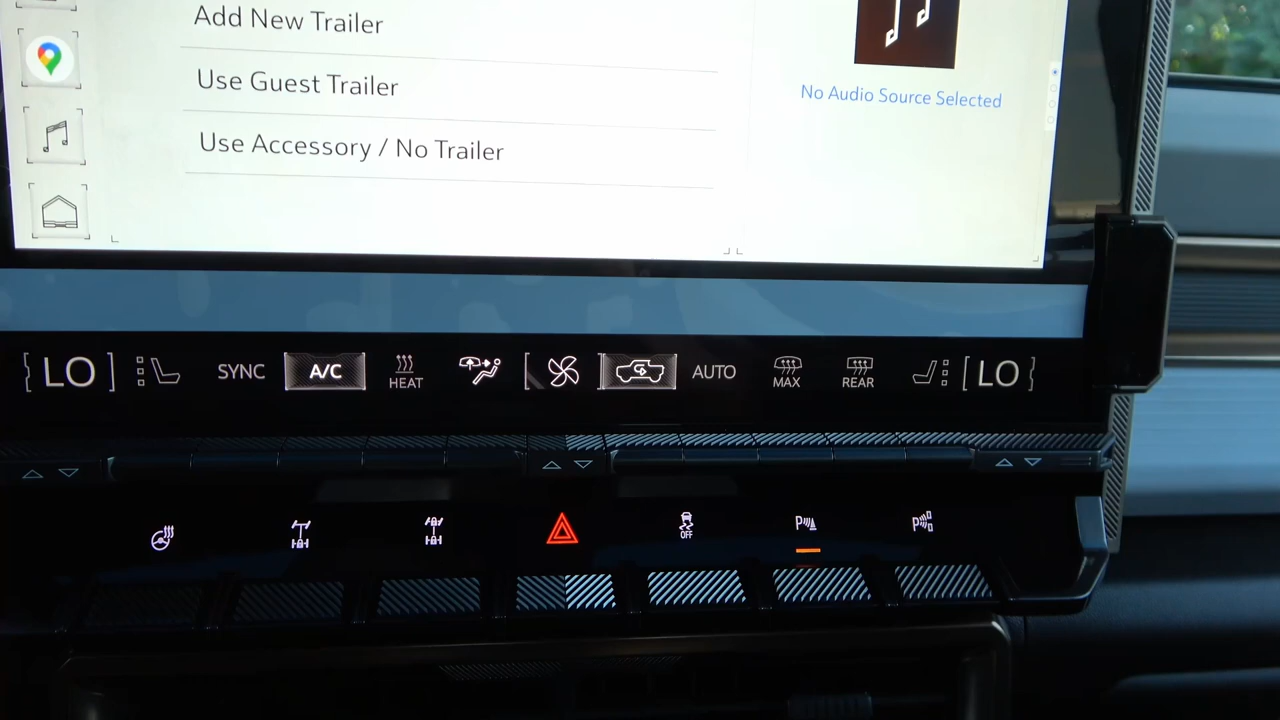 Add New Trailer
Use Guest Trailer
Use Accessory / No Trailer
No Audio Source Selected
LO SYNC A/C HEAT AUTO MAX REAR LO
OFF P P